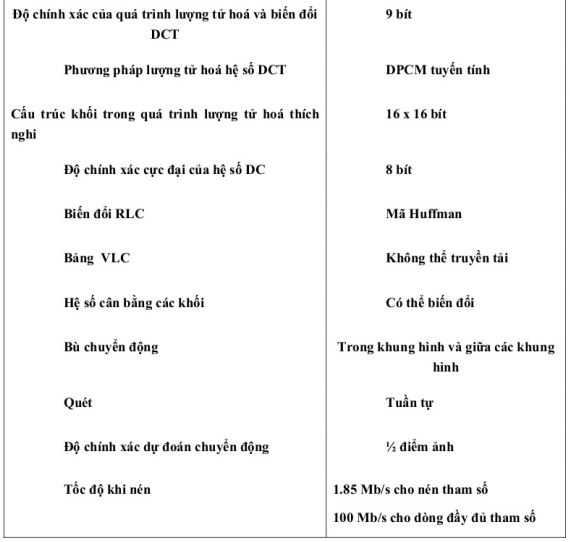 Độ chính xác của quá trình lượng tử hoá và biến đổi 9 bít
DCT
Phương pháp lượng tử hoá hệ số DCT DPCM tuyến tính
Cấu trúc khối trong quá trình lượng tử hoá thích 16 x 16 bít
nghi
Độ chính xác cực đại của hệ số DC 8 bít
Biến đổi RLC Mã Huffman
Bảng VLC Không thể truyền tải
Hệ số cân bằng các khối Có thể biến đổi
Bù chuyển động Trong khung hình và giữa các khung
hình
Quét Tuần tự
Độ chính xác dự đoán chuyển động ½ điểm ảnh
Tốc độ khi nén 1.85 Mb/s cho nén tham số
100 Mb/s cho dòng đầy đủ tham số